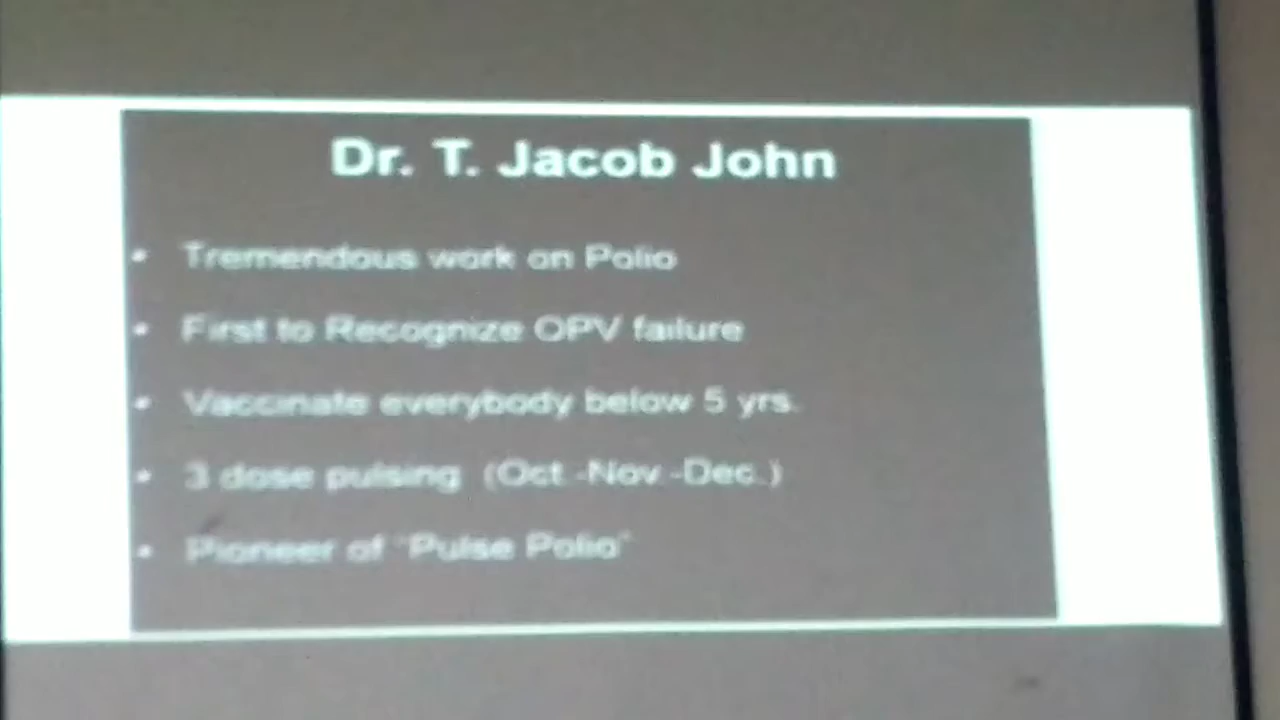 Dr. T. Jacob John
• Tremendous work on Polio
• First to Recognize OPV failure
• Vaccinate everybody below 5 yrs.
• 3 dose pulsing (Oct.-Nov.-Dec.)
• Pioneer of "Pulse Polio"